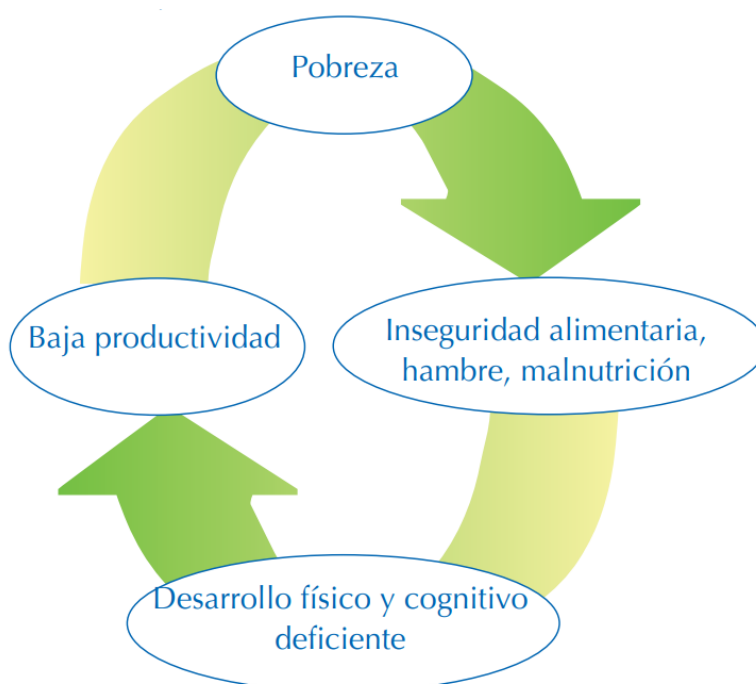 Pobreza
Inseguridad alimentaria,
hambre, malnutrición
Desarrollo físico y cognitivo
deficiente
Baja productividad